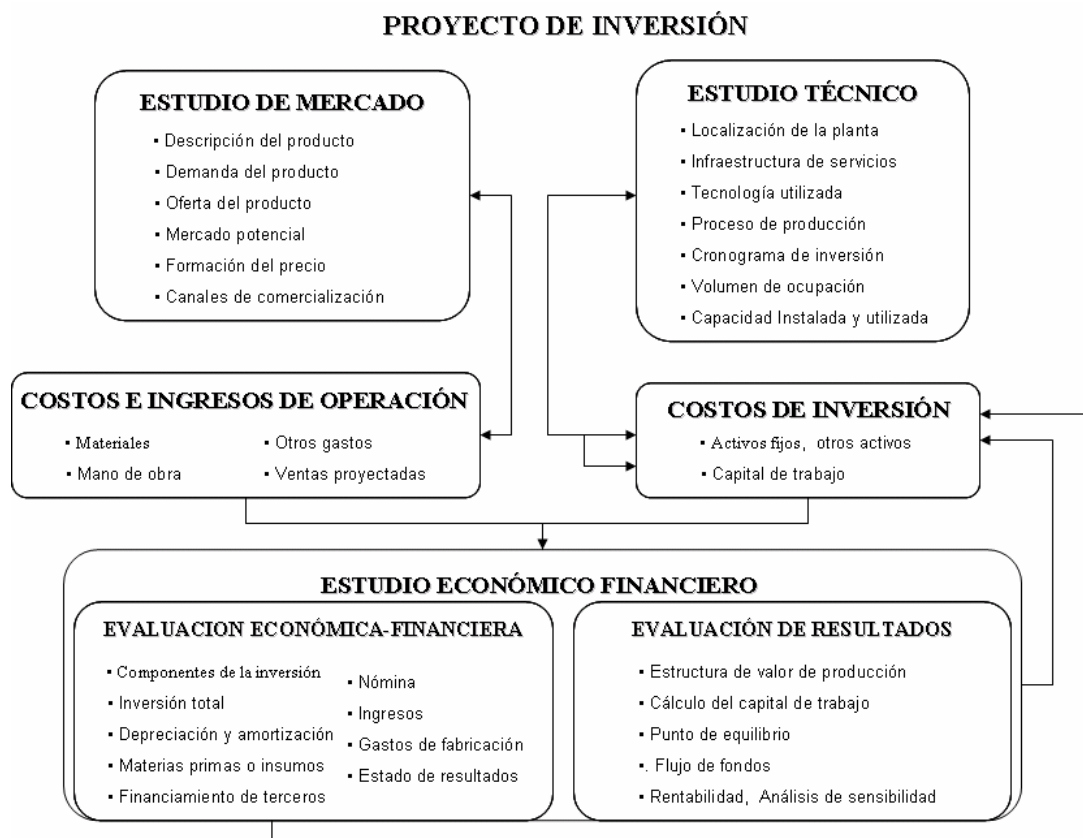 PROYECTO DE INVERSIÓN
ESTUDIO DE MERCADO
▪ Descripción del producto
▪ Demanda del producto
▪ Oferta del producto
▪ Mercado potencial
▪ Formación del precio
▪ Canales de comercialización
ESTUDIO TÉCNICO
▪ Localización de la planta
▪ Infraestructura de servicios
▪ Tecnología utilizada
▪ Proceso de producción
▪ Cronograma de inversión
▪ Volumen de ocupación
▪ Capacidad Instalada y utilizada
COSTOS E INGRESOS DE OPERACIÓN
▪ Materiales
▪ Mano de obra
▪ Otros gastos
▪ Ventas proyectadas
COSTOS DE INVERSIÓN
▪ Activos fijos, otros activos
▪ Capital de trabajo
ESTUDIO ECONÓMICO FINANCIERO
EVALUACION ECONÓMICA-FINANCIERA
▪ Componentes de la inversión
▪ Inversión total
▪ Depreciación y amortización
▪ Materias primas o insumos
▪ Financiamiento de terceros
▪ Nómina
▪ Ingresos
▪ Gastos de fabricación
▪ Estado de resultados
EVALUACIÓN DE RESULTADOS
▪ Estructura de valor de producción
▪ Cálculo del capital de trabajo
▪ Punto de equilibrio
▪. Flujo de fondos
▪ Rentabilidad, Análisis de sensibilidad